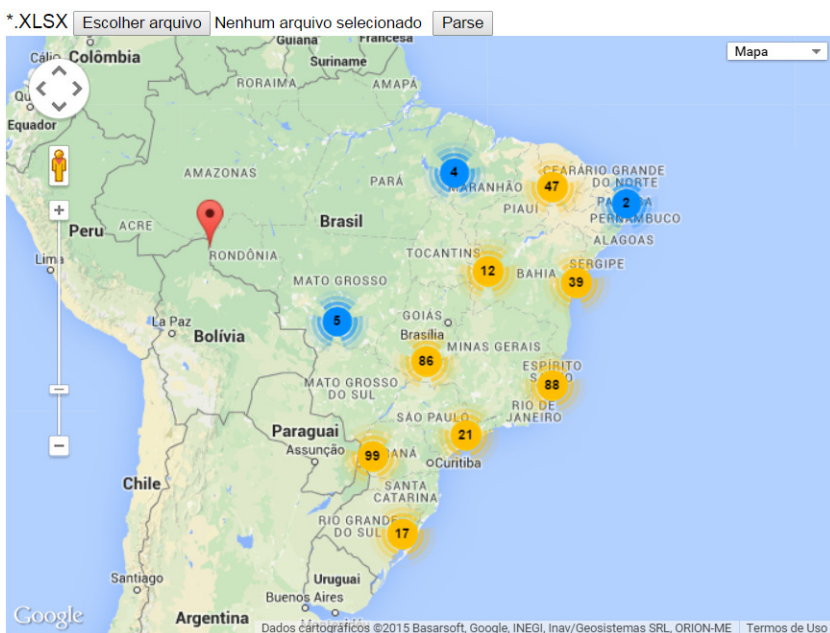 *.XLSX Escolher arquivo Nenhum arquivo selecionado Parse
Mapa
Guiana Francesa
Colômbia
Suriname
RORAIMA AMAPÁ
Equador
AMAZONAS
PARÁ
4
MARANHÃO
47
CEARÁ RIO GRANDE
DO NORTE
2
PIAUÍ
PERNAMBUCO
ACRE
Peru
Brasil
RONDÔNIA
ALAGOAS
TOCANTINS
12
BAHIA
SERGIPE
39
Lima
MATO GROSSO
La Paz
Bolívia
5
GOIÁS
Brasília
MINAS GERAIS
86
ESPÍRITO
88
MATO GROSSO
DO SUL
RIO DE
JANEIRO
SÃO PAULO
21
Paraguai
Assunção
99
Curitiba
Chile
SANTA
CATARINA
RIO GRANDE
DO SUL
17
Santiago
Uruguai
Buenos Aires
Argentina
Google
Dados cartográficos ©2015 Basarsoft, Google, INEGI, Inav/Geosistemas SRL, ORION-ME Termos de Uso